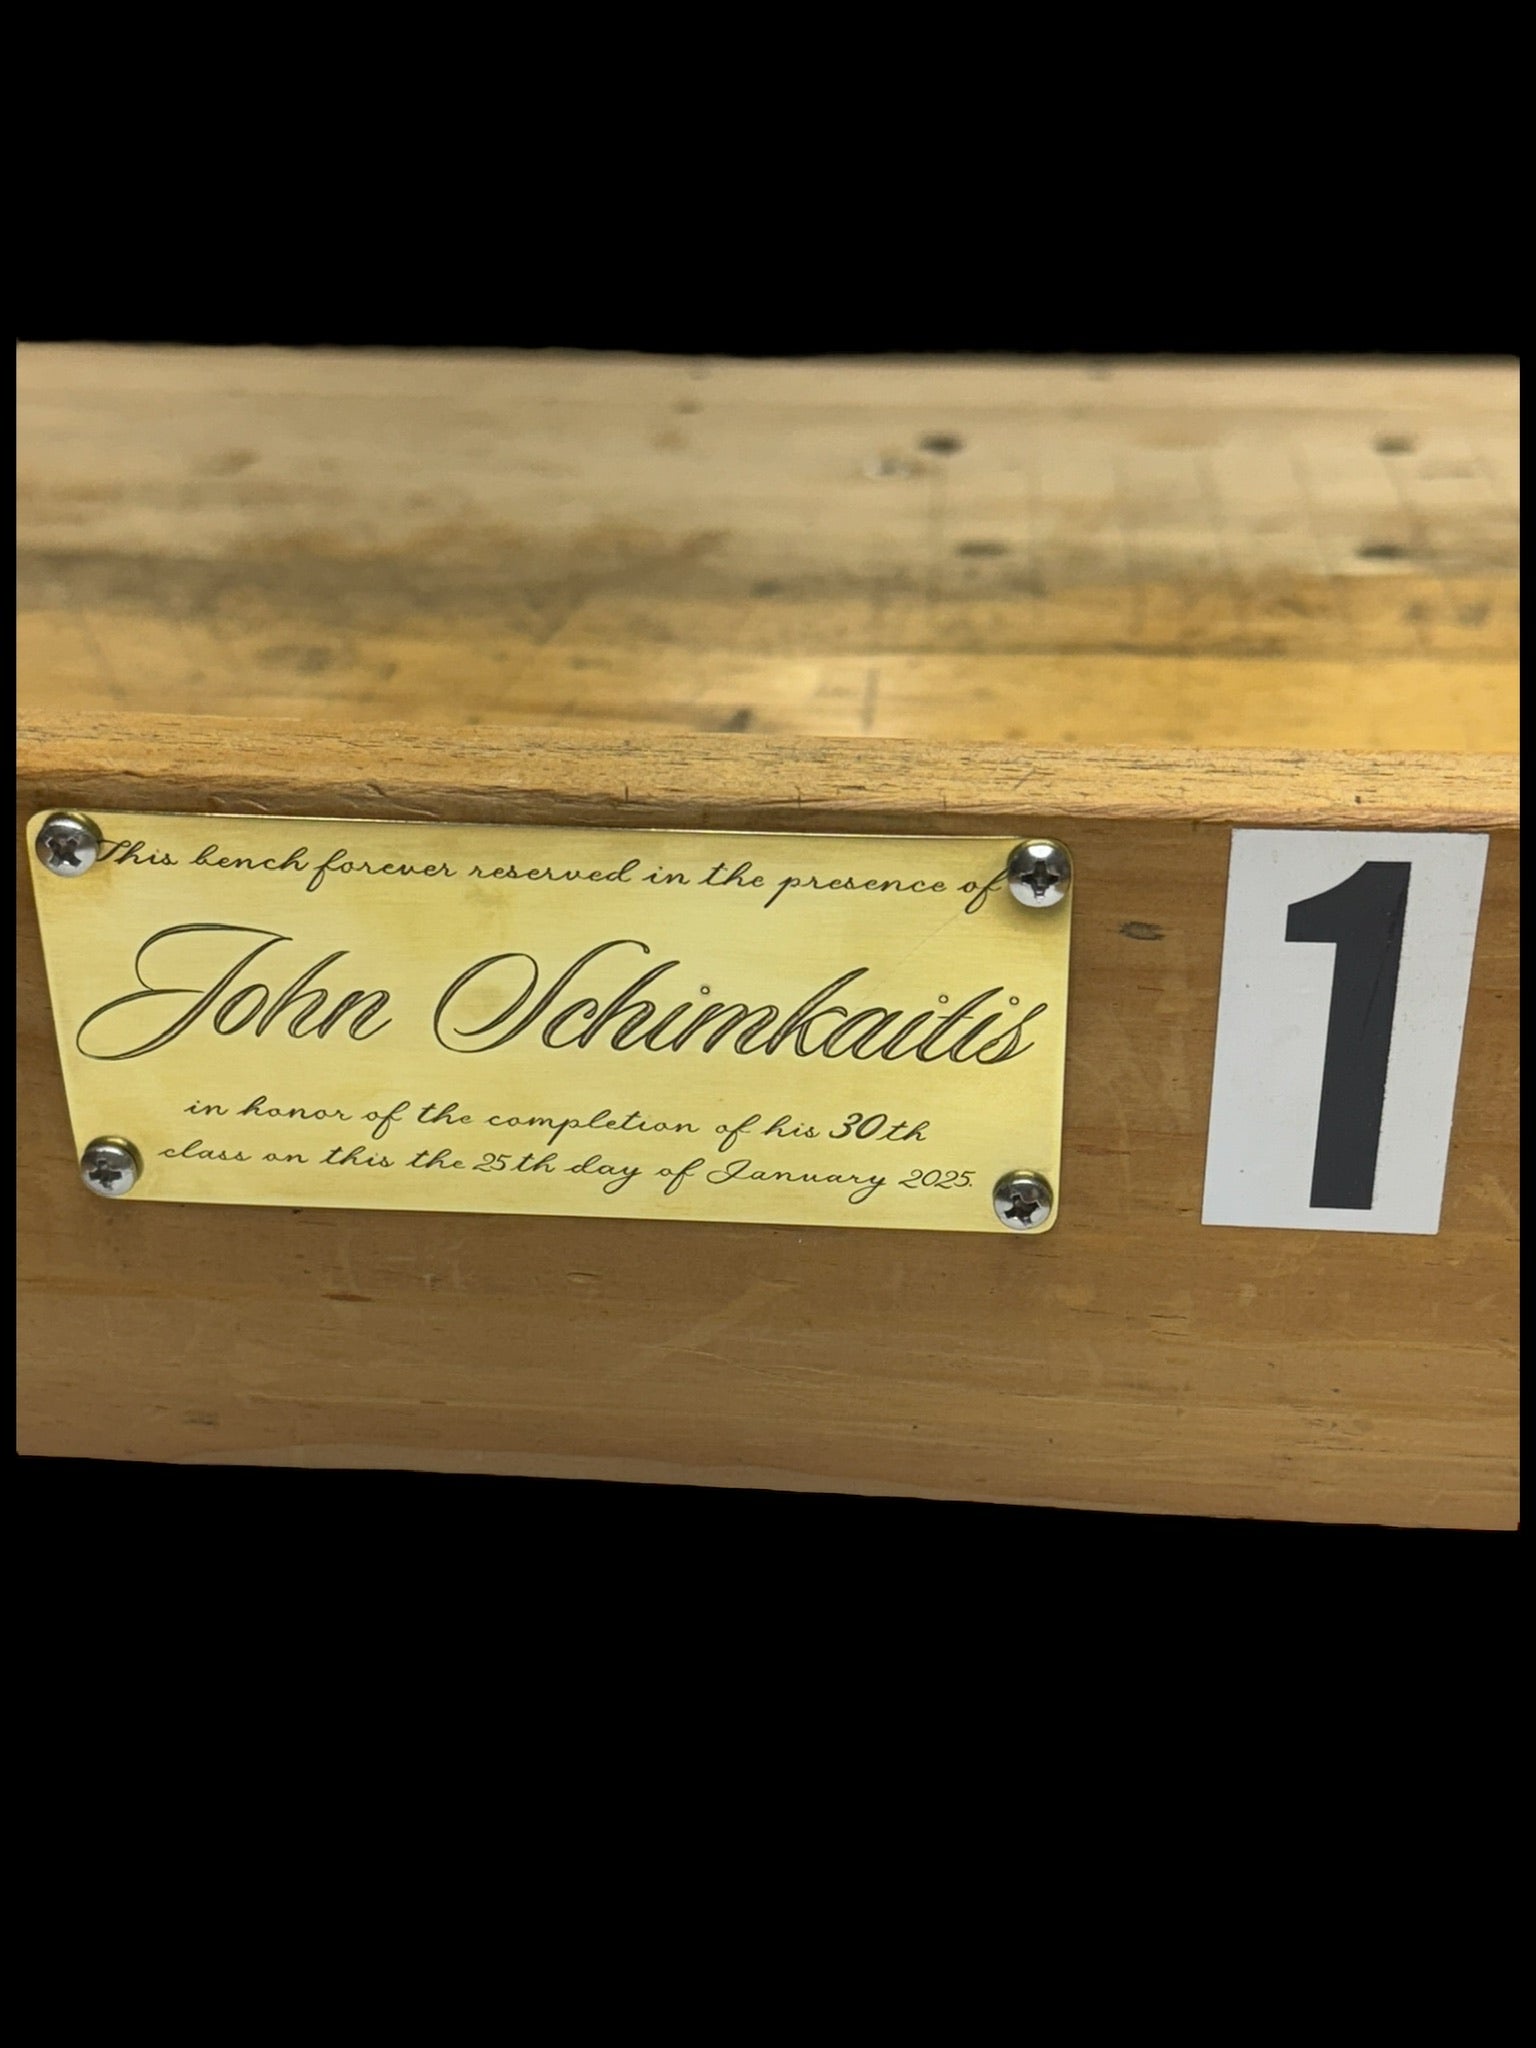 This bench forever reserved in the presence of
John Schimkaitis
in honor of the completion of his 30th
class on this the 25th day of January 2025.
1